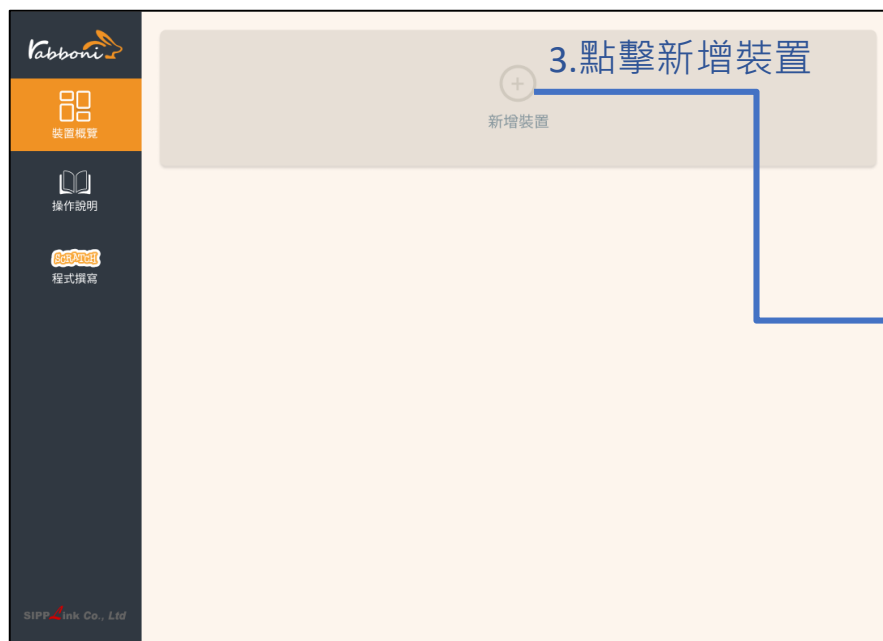 rabboni
3.點擊新增裝置
新增裝置
裝置概覽
操作說明
SCRATCH
程式撰寫
SIPPLink Co., Ltd